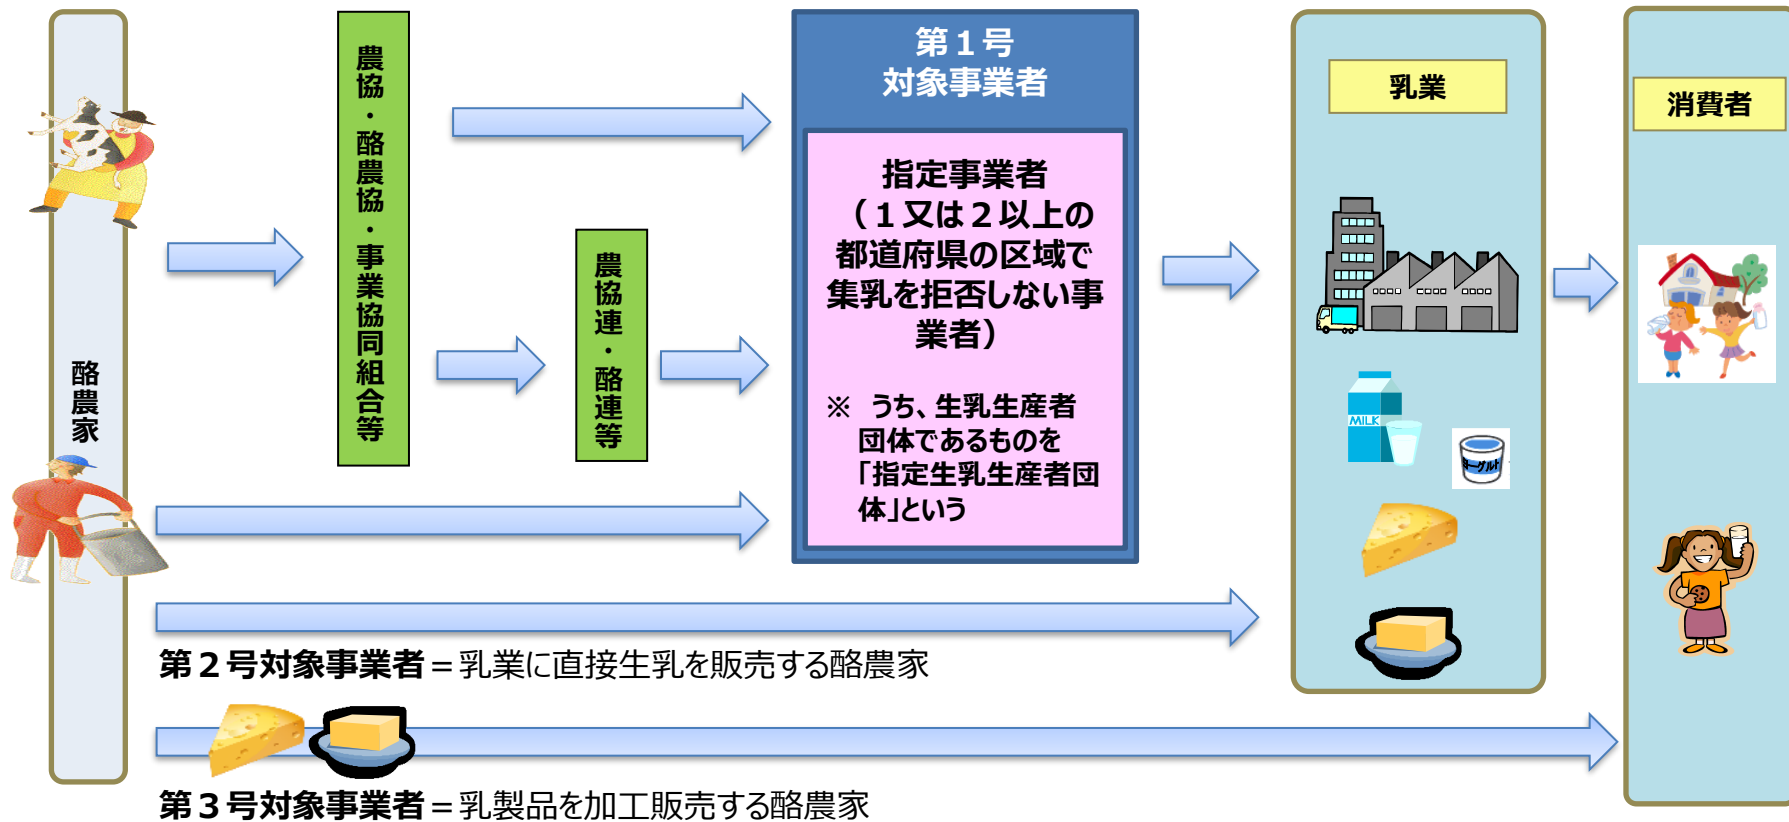 酪農家
農協・酪農協・事業協同組合等
農協連・酪連等
第１号
対象事業者
指定事業者
（１又は２以上の
都道府県の区域で
集乳を拒否しない事
業者）
※　うち、生乳生産者
団体であるものを
「指定生乳生産者団
体」という
乳業
MILK
ヨーグルト
消費者
第２号対象事業者＝乳業に直接生乳を販売する酪農家
第３号対象事業者＝乳製品を加工販売する酪農家